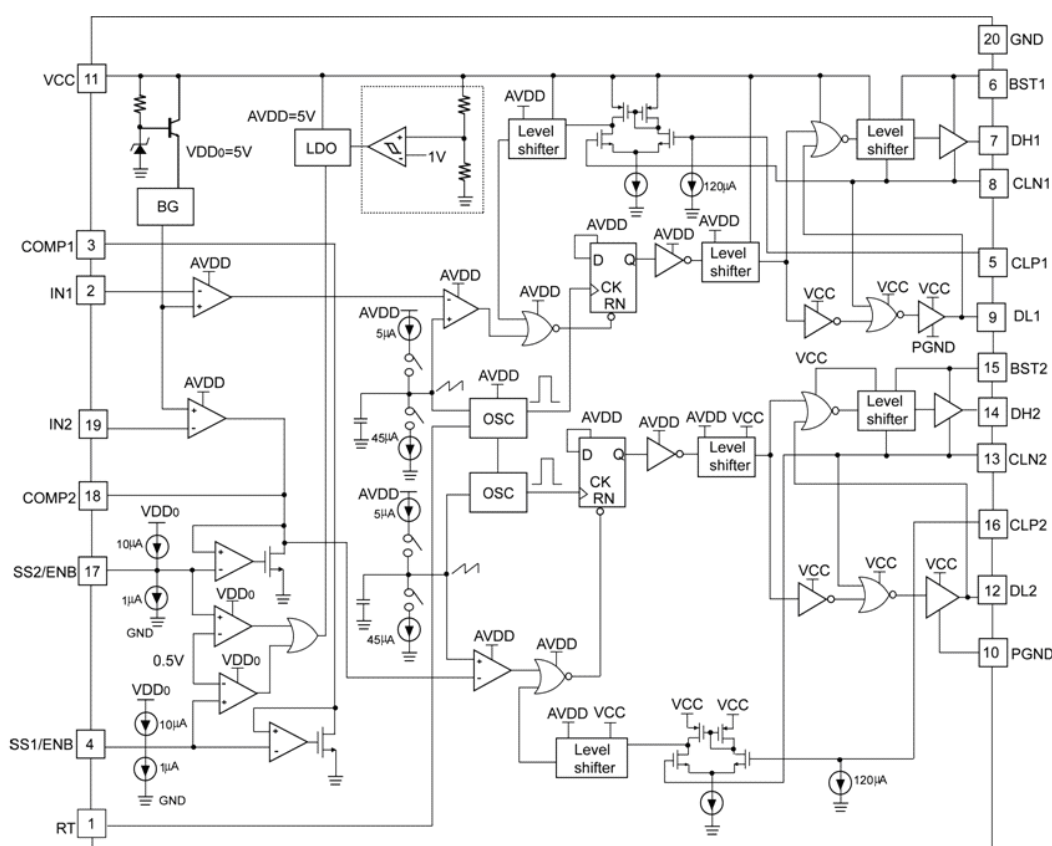 20 GND
VCC 11
6 BST1
AVDD=5V
AVDD
VDD0=5V
LDO
1V
Level shifter
Level shifter
7 DH1
BG
120µA
8 CLN1
COMP1 3
AVDD
AVDD
AVDD
5 CLP1
IN1 2
AVDD
AVDD
D Q
CK
RN
Level shifter
AVDD
5µA
AVDD
VCC
VCC
9 DL1
PGND
AVDD
AVDD
OSC
VCC
15 BST2
IN2 19
45µA
AVDD
D Q
CK
RN
AVDD
AVDD VCC
Level shifter
Level shifter
14 DH2
13 CLN2
COMP2 18
AVDD
5µA
OSC
16 CLP2
VDD0
10µA
SS2/ENB 17
1µA
GND
VDD0
VCC
VCC
VCC
12 DL2
0.5V
VDD0
45µA
AVDD
AVDD
10 PGND
VDD0
10µA
SS1/ENB 4
1µA
GND
AVDD VCC
Level shifter
VCC VCC
120µA
RT 1